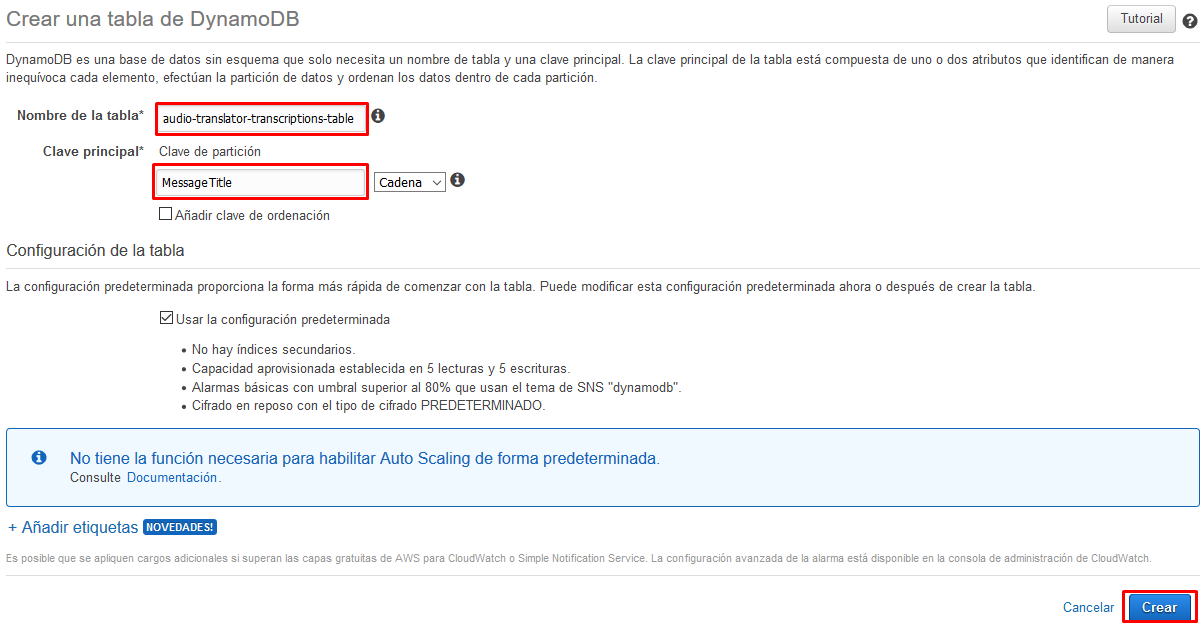 Crear una tabla de DynamoDB
Tutorial
DynamoDB es una base de datos sin esquema que solo necesita un nombre de tabla y una clave principal. La clave principal de la tabla está compuesta de uno o dos atributos que identifican de manera
inequívoca cada elemento, efectúan la partición de datos y ordenan los datos dentro de cada partición.
Nombre de la tabla* audio-translator-transcriptions-table
Clave principal* Clave de partición
MessageTitle Cadena
Añadir clave de ordenación
Configuración de la tabla
La configuración predeterminada proporciona la forma más rápida de comenzar con la tabla. Puede modificar esta configuración predeterminada ahora o después de crear la tabla.
Usar la configuración predeterminada
• No hay índices secundarios.
• Capacidad aprovisionada establecida en 5 lecturas y 5 escrituras.
• Alarmas básicas con umbral superior al 80% que usan el tema de SNS "dynamodb".
• Cifrado en reposo con el tipo de cifrado PREDETERMINADO.
No tiene la función necesaria para habilitar Auto Scaling de forma predeterminada.
Consulte Documentación.
+ Añadir etiquetas NOVEDADES!
Es posible que se apliquen cargos adicionales si superan las capas gratuitas de AWS para CloudWatch o Simple Notification Service. La configuración avanzada de la alarma está disponible en la consola de administración de CloudWatch.
Cancelar Crear